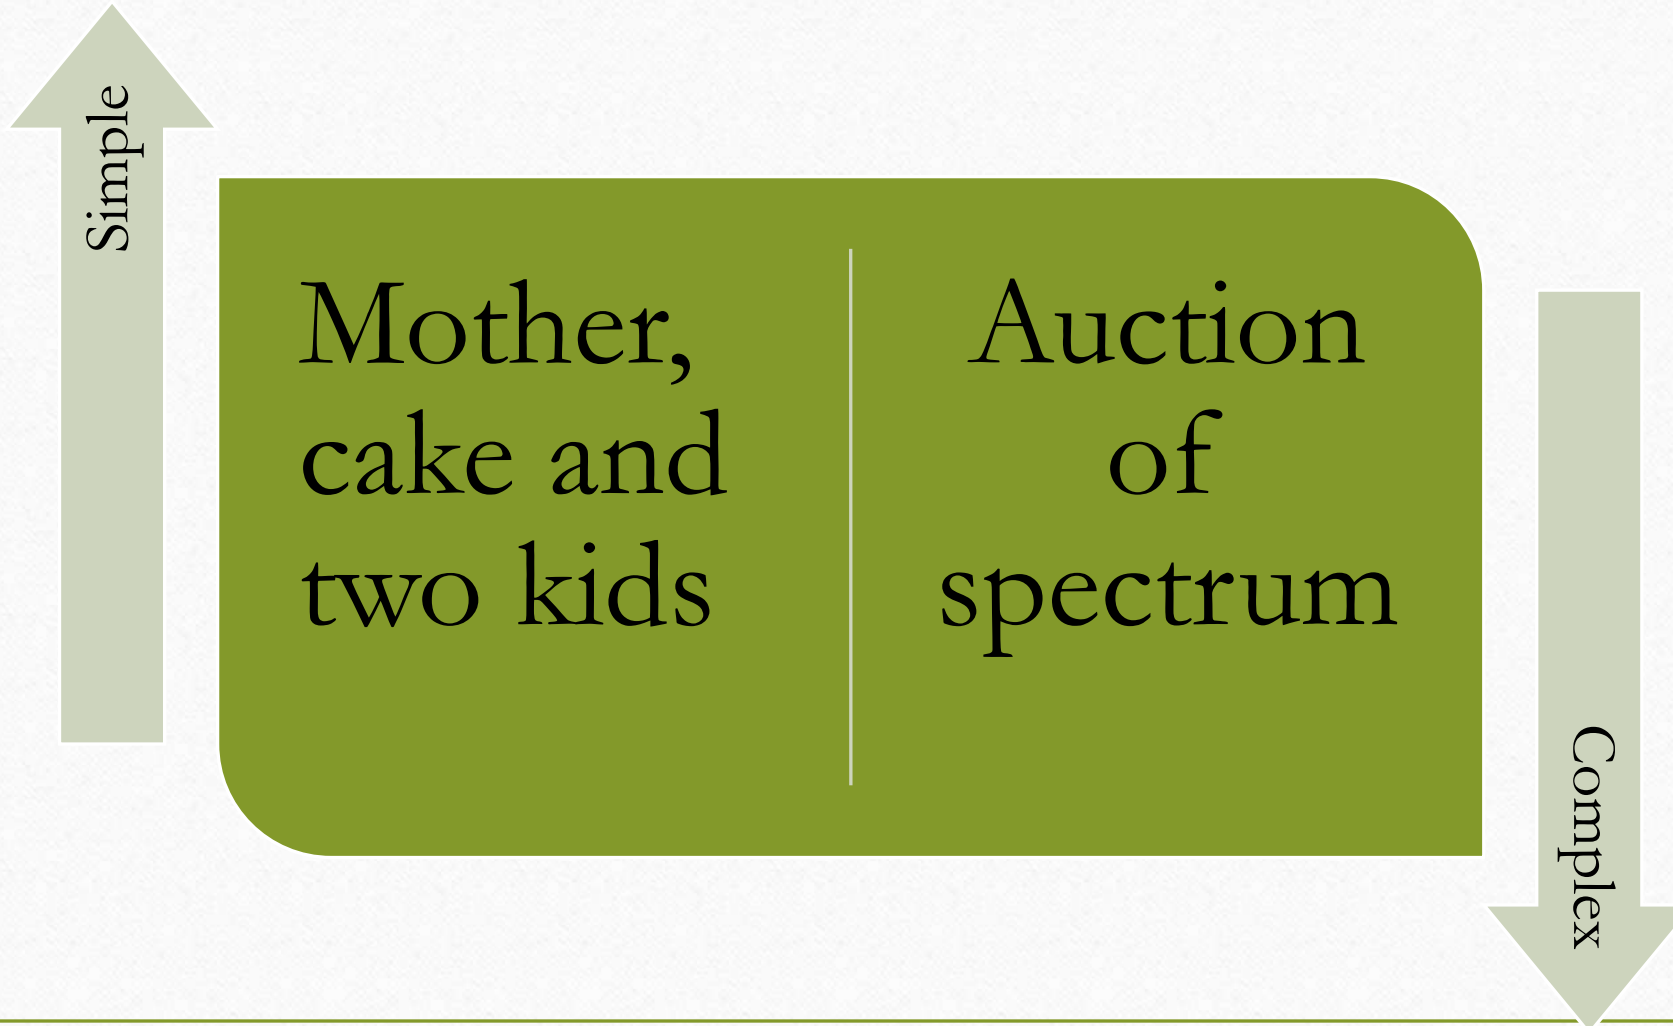 Simple
Mother,
cake and
two kids
Auction
of
spectrum
Complex